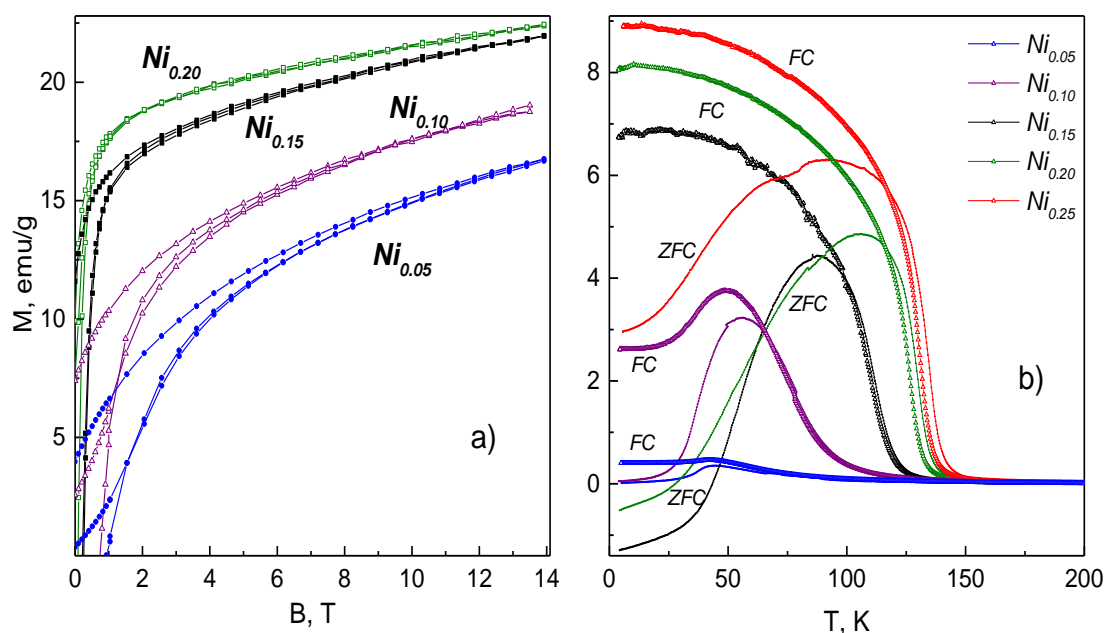 M, emu/g
20
15
10
5
0 2 4 6 8 10 12 14
B, T
a)
Ni0.20
Ni0.15
Ni0.10
Ni0.05
8
6
4
2
0
0 50 100 150 200
T, K
b)
FC
FC
ZFC
ZFC
FC
FC
ZFC
Ni0.05
Ni0.10
Ni0.15
Ni0.20
Ni0.25